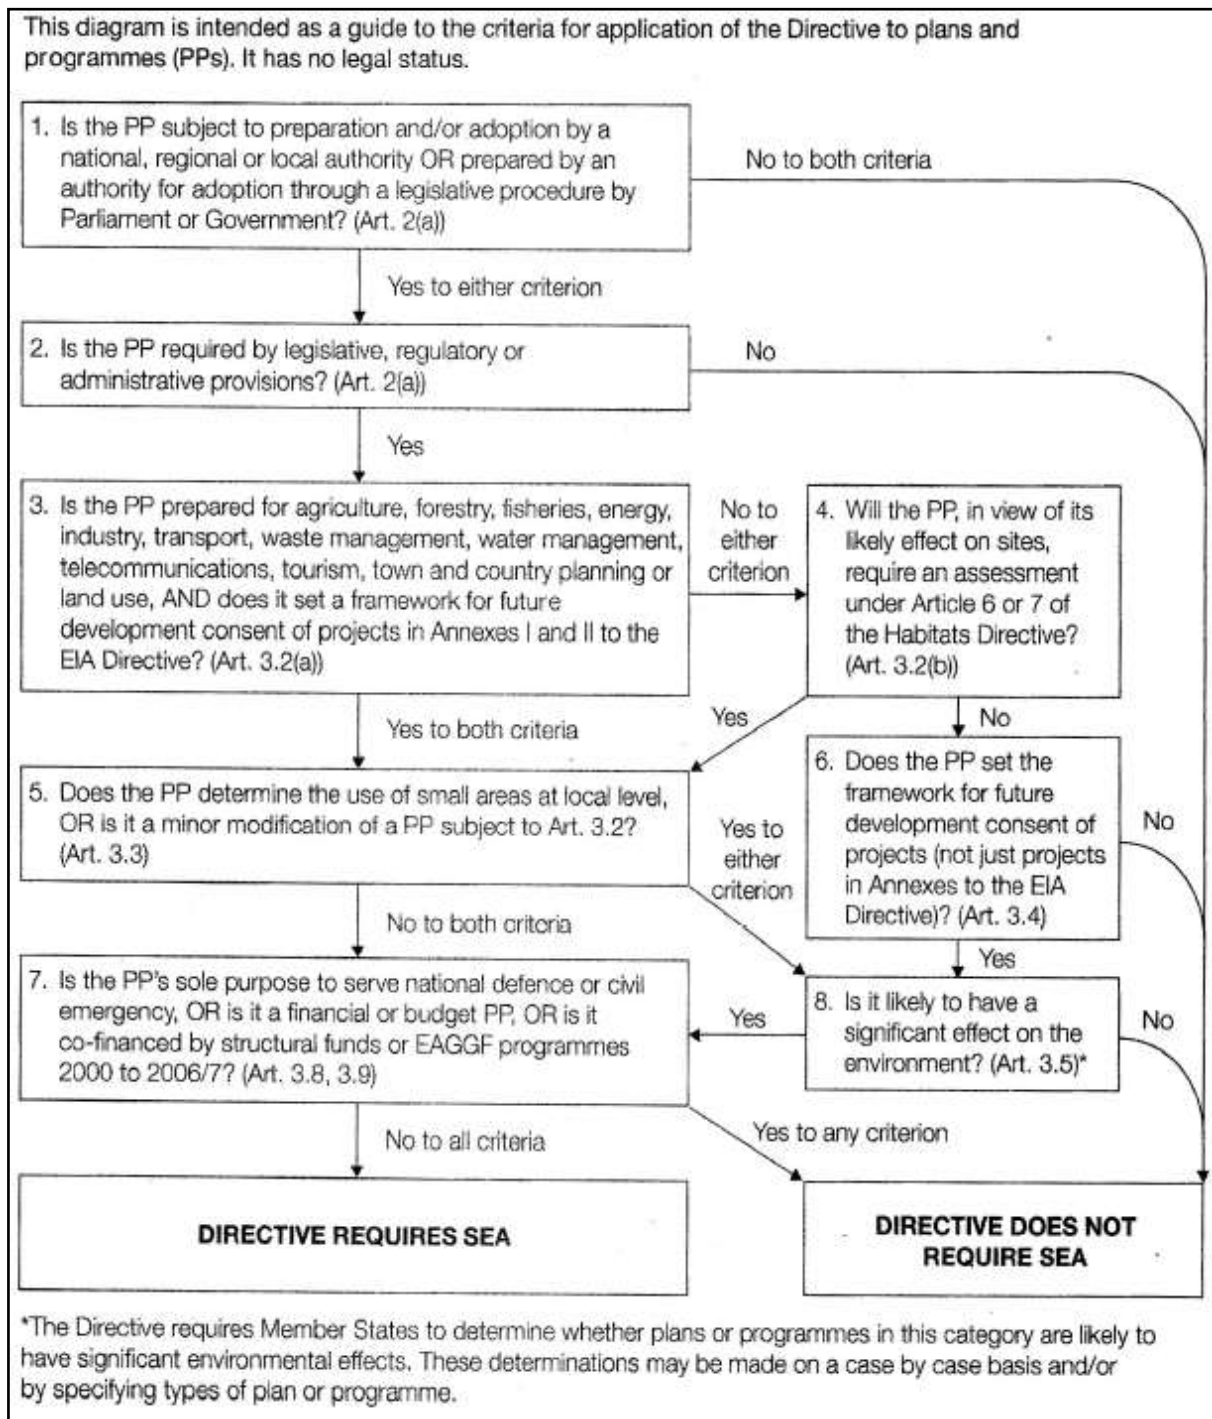 This diagram is intended as a guide to the criteria for application of the Directive to plans and
programmes (PPs). It has no legal status.
1. Is the PP subject to preparation and/or adoption by a
national, regional or local authority OR prepared by an
authority for adoption through a legislative procedure by
Parliament or Government? (Art. 2(a))
No to both criteria
Yes to either criterion
2. Is the PP required by legislative, regulatory or
administrative provisions? (Art. 2(a))
No
Yes
3. Is the PP prepared for agriculture, forestry, fisheries, energy,
industry, transport, waste management, water management,
telecommunications, tourism, town and country planning or
land use, AND does it set a framework for future
development consent of projects in Annexes I and II to the
EIA Directive? (Art. 3.2(a))
No to
either
criterion
4. Will the PP, in view of its
likely effect on sites,
require an assessment
under Article 6 or 7 of
the Habitats Directive?
(Art. 3.2(b))
Yes to both criteria
Yes
No
5. Does the PP determine the use of small areas at local level,
OR is it a minor modification of a PP subject to Art. 3.2?
(Art. 3.3)
Yes to
either
criterion
6. Does the PP set the
framework for future
development consent of
projects (not just projects
in Annexes to the EIA
Directive)? (Art. 3.4)
No
No to both criteria
Yes
7. Is the PP's sole purpose to serve national defence or civil
emergency, OR is it a financial or budget PP, OR is it
co-financed by structural funds or EAGGF programmes
2000 to 2006/7? (Art. 3.8, 3.9)
Yes
8. Is it likely to have a
significant effect on the
environment? (Art. 3.5)*
No
No to all criteria
Yes to any criterion
DIRECTIVE REQUIRES SEA
DIRECTIVE DOES NOT
REQUIRE SEA
*The Directive requires Member States to determine whether plans or programmes in this category are likely to
have significant environmental effects. These determinations may be made on a case by case basis and/or
by specifying types of plan or programme.